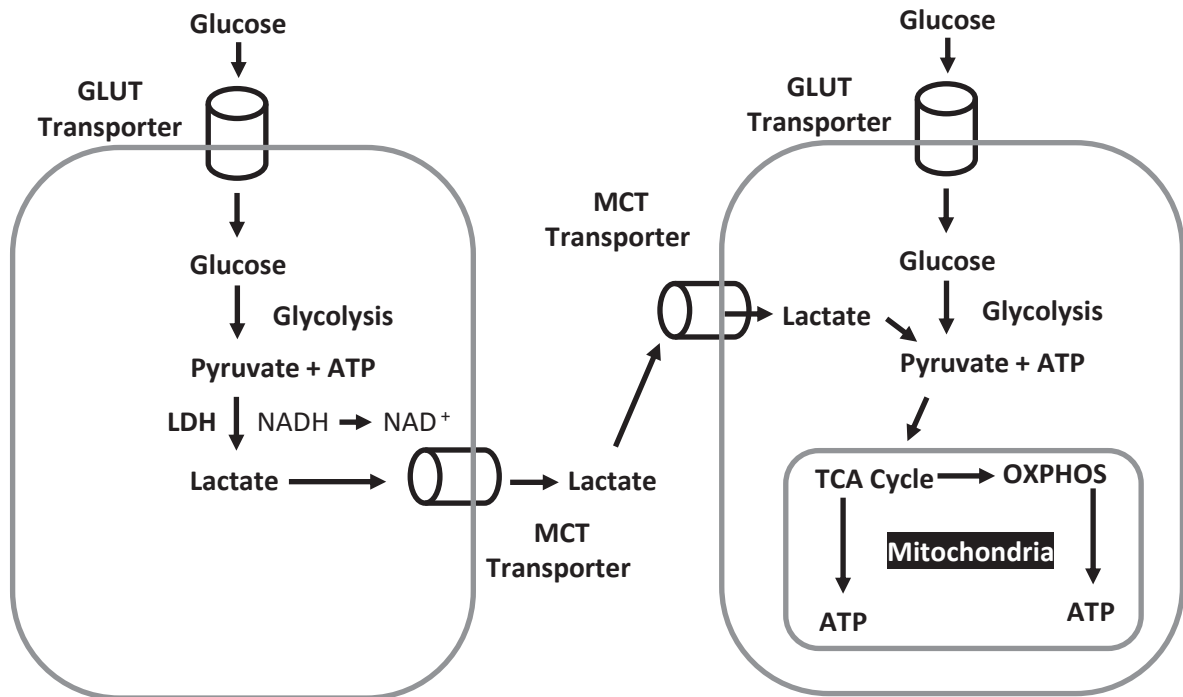 Glucose
GLUT
Transporter
Glucose
Glycolysis
Pyruvate + ATP
LDH NADH NAD⁺
Lactate
Lactate
MCT
Transporter
MCT
Transporter
Glucose
GLUT
Transporter
Glucose
Glycolysis
Lactate
Pyruvate + ATP
TCA Cycle OXPHOS
Mitochondria
ATP
ATP